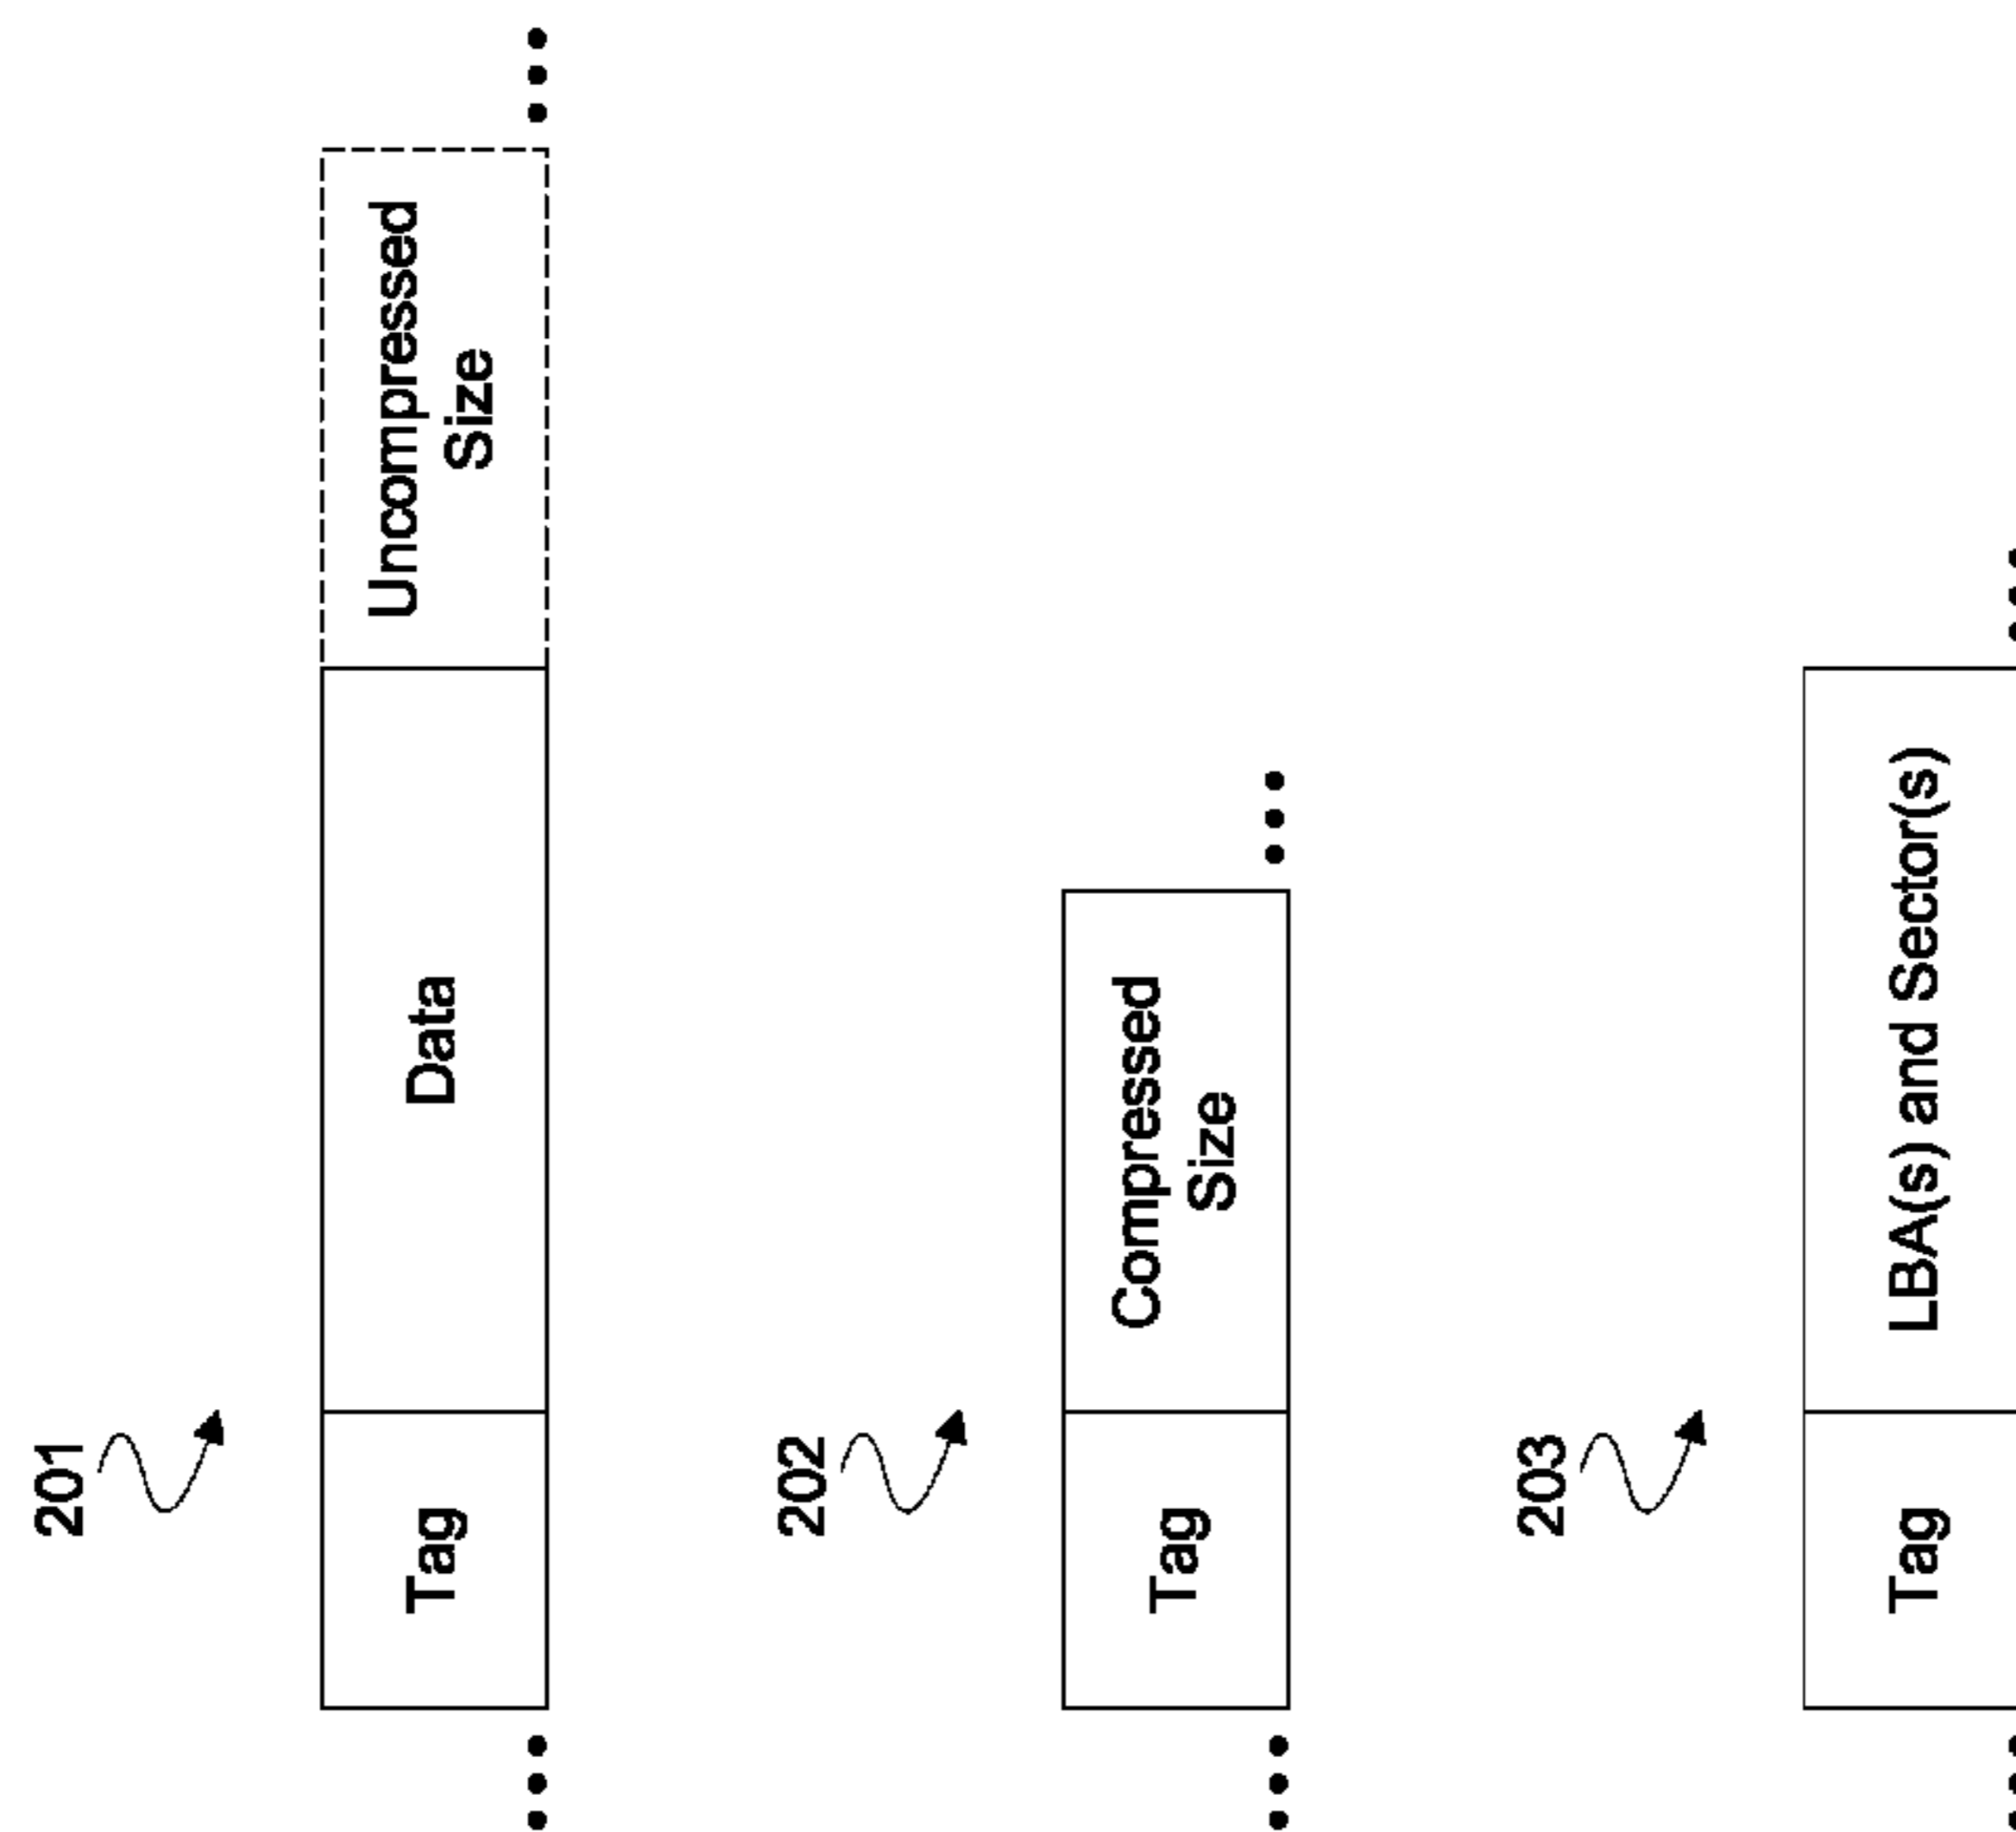 201
Tag
Data
Uncompressed
Size
202
Tag
Compressed
Size
203
Tag
LBA(s) and Sector(s)